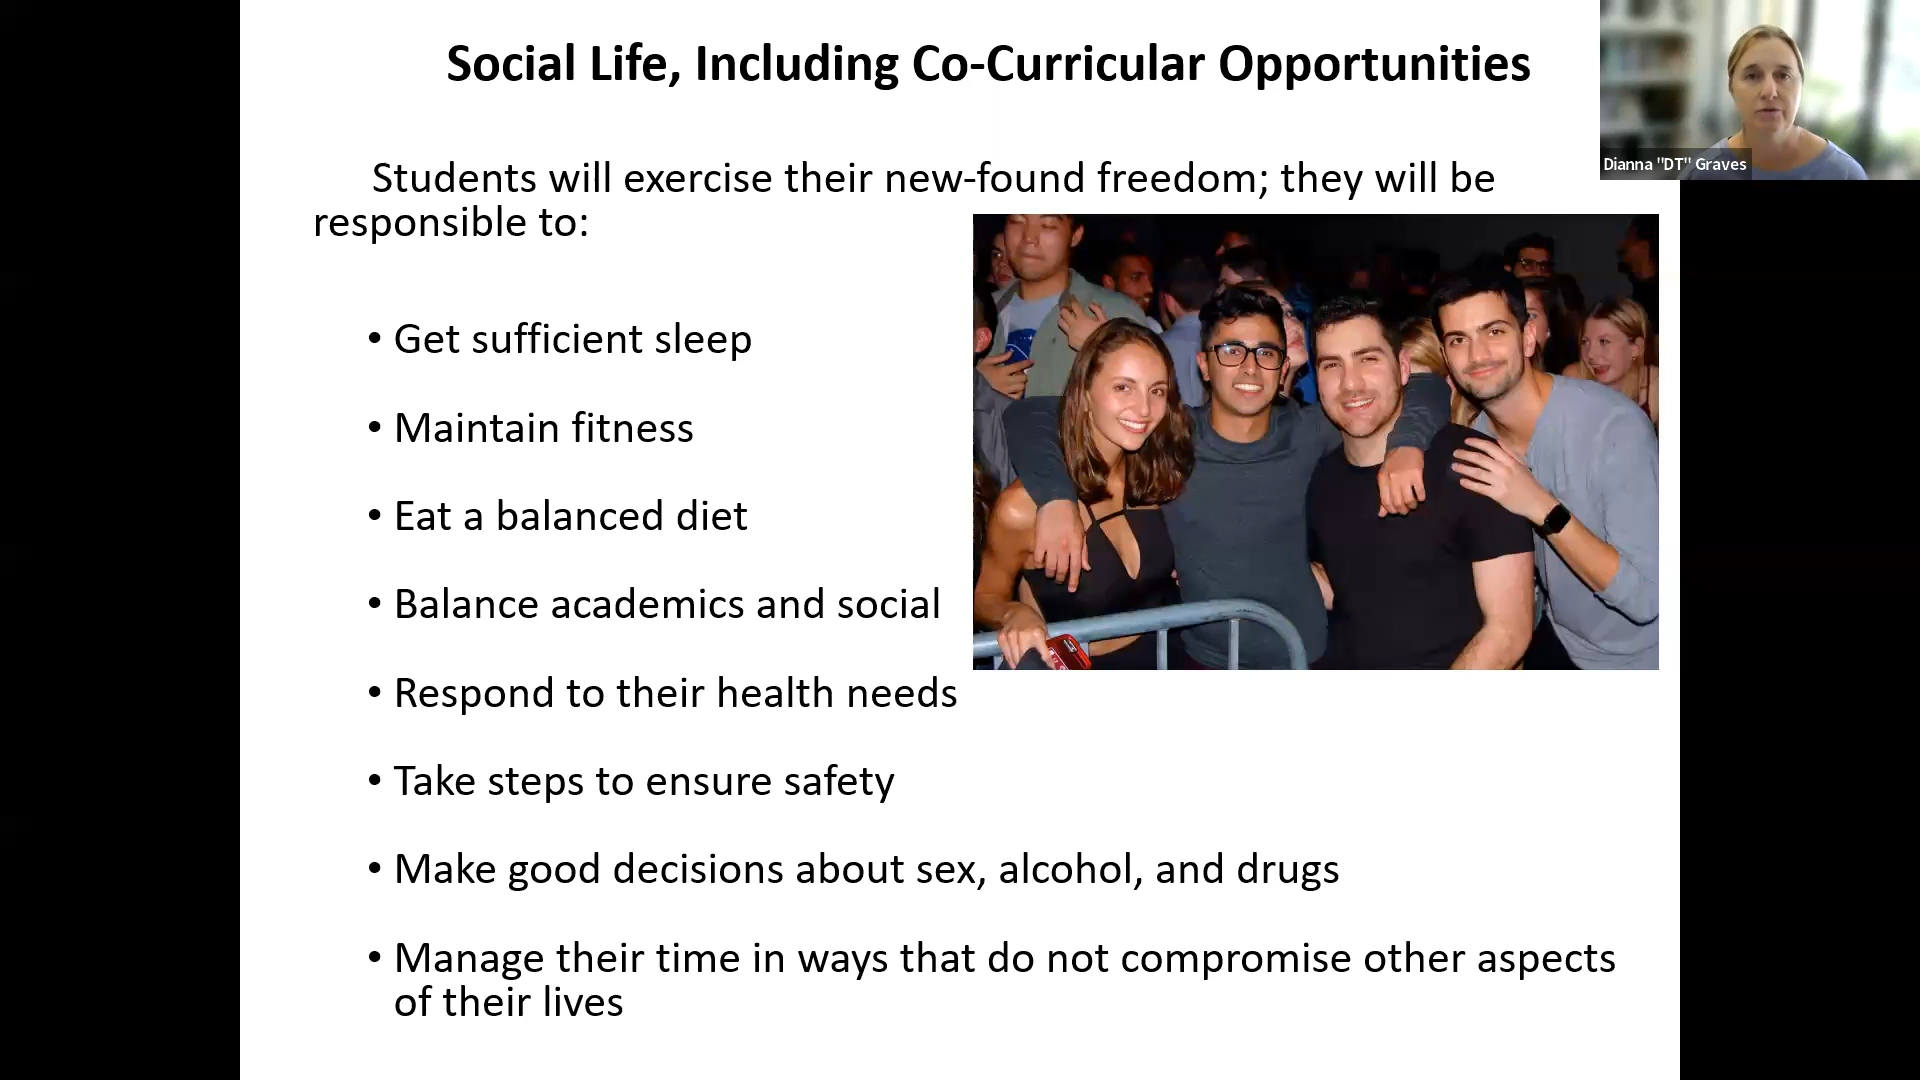 Social Life, Including Co-Curricular Opportunities
Dianna "DT" Graves
Students will exercise their new-found freedom; they will be
responsible to:
• Get sufficient sleep
• Maintain fitness
• Eat a balanced diet
• Balance academics and social
• Respond to their health needs
• Take steps to ensure safety
• Make good decisions about sex, alcohol, and drugs
• Manage their time in ways that do not compromise other aspects
of their lives